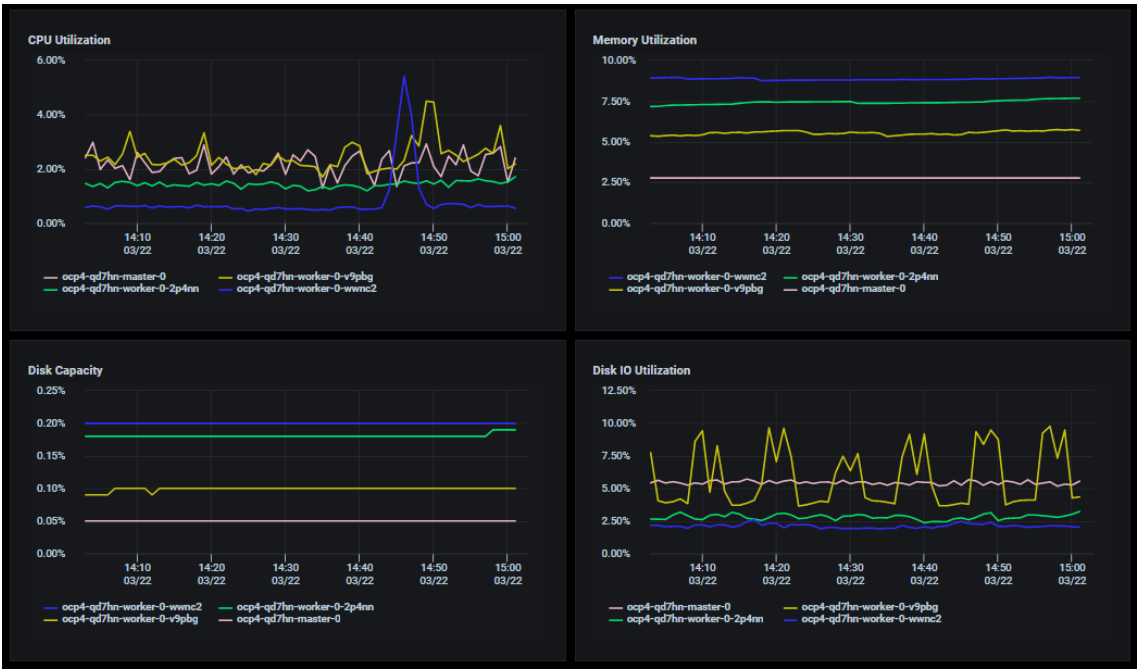 CPU Utilization
6.00%
4.00%
2.00%
0.00%
14:10 14:20 14:30 14:40 14:50 15:00
03/22 03/22 03/22 03/22 03/22 03/22
ocp4-qd7hn-master-0 ocp4-qd7hn-worker-0-v9pbg
ocp4-qd7hn-worker-0-2p4nn ocp4-qd7hn-worker-0-wwnc2
Memory Utilization
10.00%
7.50%
5.00%
2.50%
0.00%
14:10 14:20 14:30 14:40 14:50 15:00
03/22 03/22 03/22 03/22 03/22 03/22
ocp4-qd7hn-worker-0-wwnc2 ocp4-qd7hn-worker-0-2p4nn
ocp4-qd7hn-worker-0-v9pbg ocp4-qd7hn-master-0
Disk Capacity
0.25%
0.20%
0.15%
0.10%
0.05%
0.00%
14:10 14:20 14:30 14:40 14:50 15:00
03/22 03/22 03/22 03/22 03/22 03/22
ocp4-qd7hn-worker-0-wwnc2 ocp4-qd7hn-worker-0-2p4nn
ocp4-qd7hn-worker-0-v9pbg ocp4-qd7hn-master-0
Disk IO Utilization
12.50%
10.00%
7.50%
5.00%
2.50%
0.00%
14:10 14:20 14:30 14:40 14:50 15:00
03/22 03/22 03/22 03/22 03/22 03/22
ocp4-qd7hn-master-0 ocp4-qd7hn-worker-0-v9pbg
ocp4-qd7hn-worker-0-2p4nn ocp4-qd7hn-worker-0-wwnc2